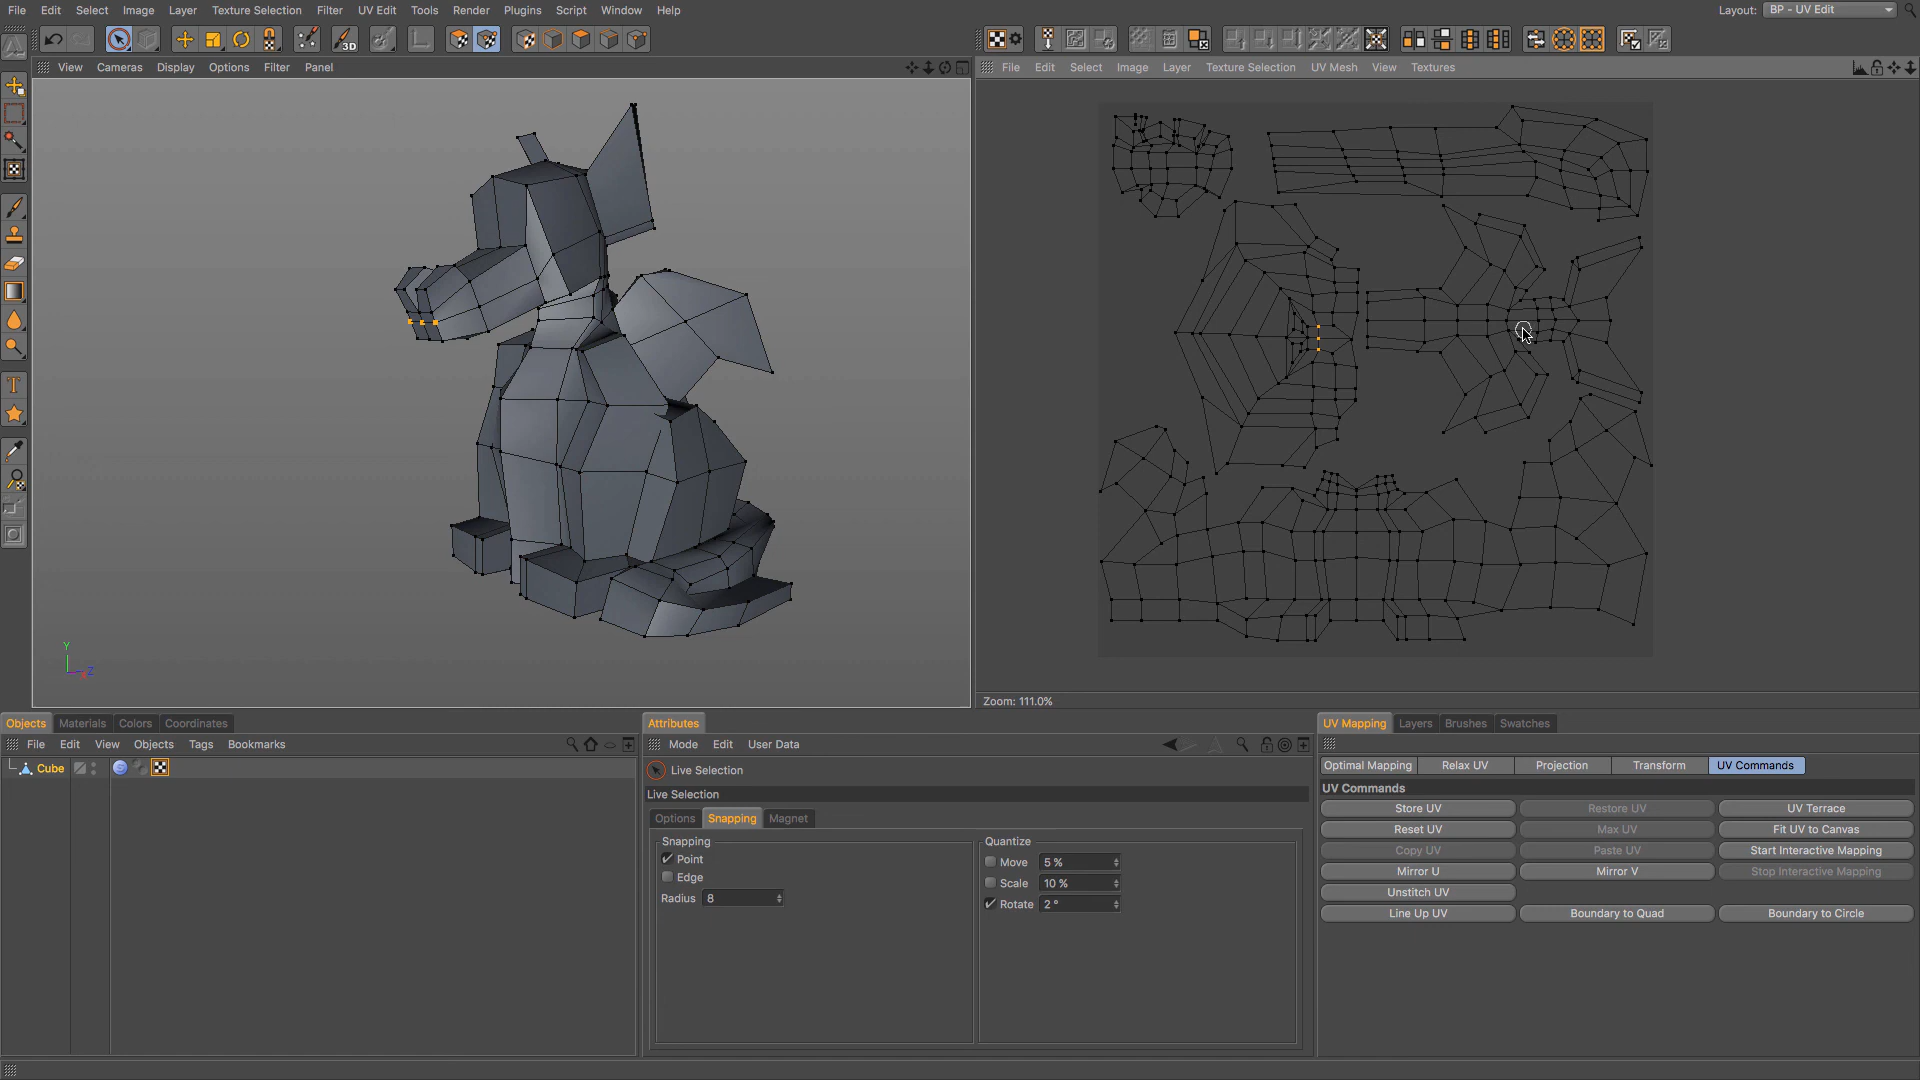 File Edit Select Image Layer Texture Selection Filter UV Edit Tools Render Plugins Script Window Help Layout: BP - UV Edit
View Cameras Display Options Filter Panel
File Edit Select Image Layer Texture Selection UV Mesh View Textures
3D
T
Y
Z
Zoom: 111.0%
Objects Materials Colors Coordinates
File Edit View Objects Tags Bookmarks
Cube
Attributes
Mode Edit User Data
Live Selection
Live Selection
Options Snapping Magnet
Snapping
Point
Edge
Radius 8
Quantize
Move 5 %
Scale 10 %
Rotate 2 °
UV Mapping Layers Brushes Swatches
Optimal Mapping Relax UV Projection Transform UV Commands
UV Commands
Store UV Restore UV UV Terrace
Reset UV Max UV Fit UV to Canvas
Copy UV Paste UV Start Interactive Mapping
Mirror U Mirror V Stop Interactive Mapping
Unstitch UV
Line Up UV Boundary to Quad Boundary to Circle